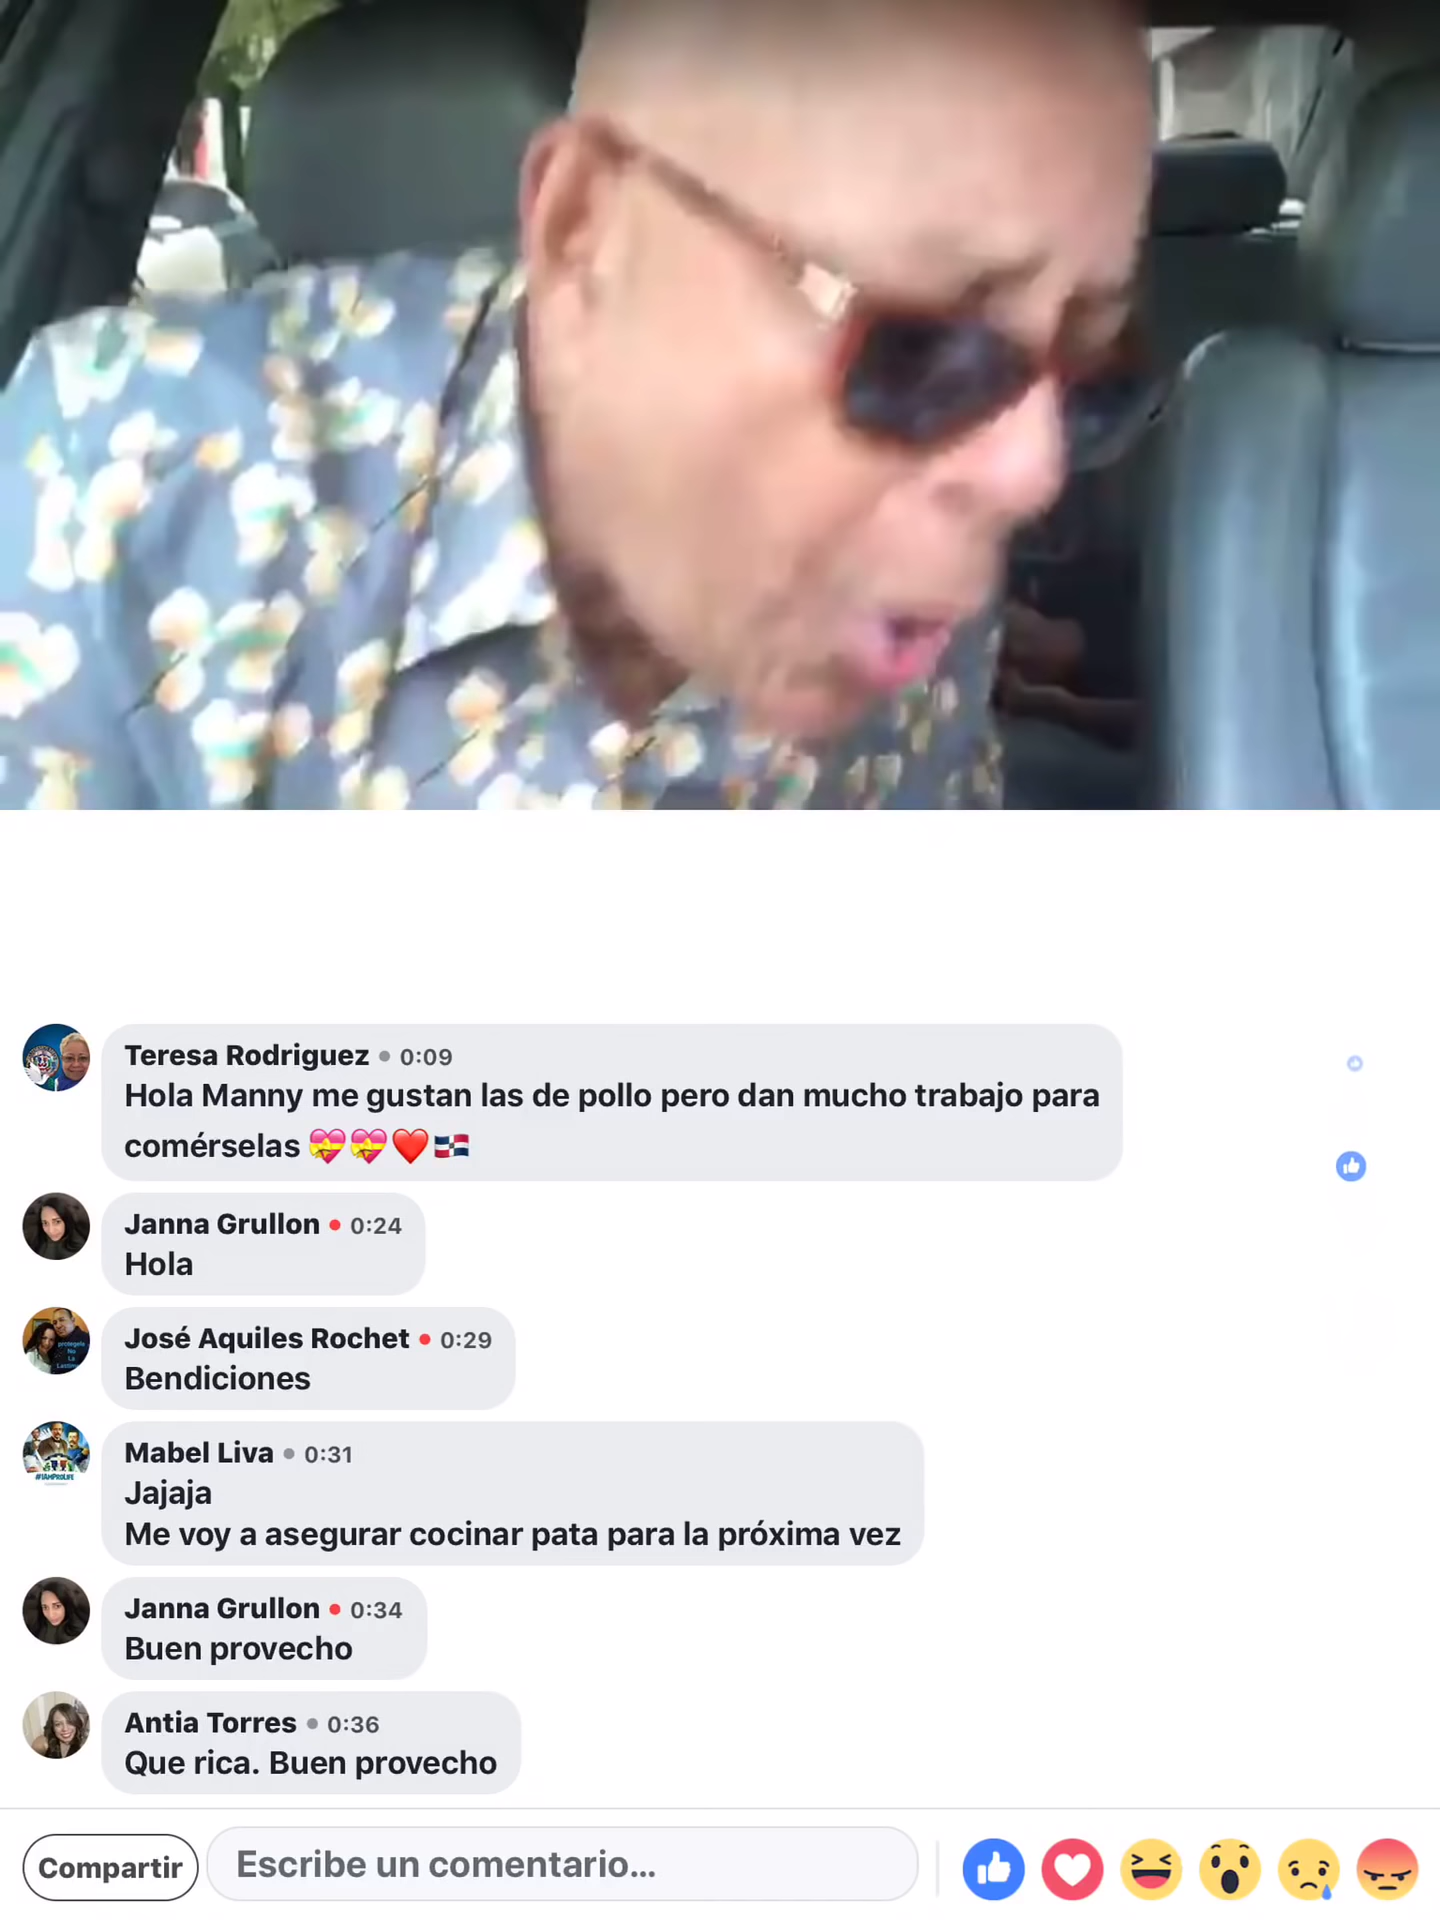 Teresa Rodriguez • 0:09
Hola Manny me gustan las de pollo pero dan mucho trabajo para
comérselas 💝💝❤️🇩🇴
Janna Grullon • 0:24
Hola
José Aquiles Rochet • 0:29
Bendiciones
Mabel Liva • 0:31
Jajaja
Me voy a asegurar cocinar pata para la próxima vez
#IAMPROLIFE
Janna Grullon • 0:34
Buen provecho
Antia Torres • 0:36
Que rica. Buen provecho
Compartir
Escribe un comentario...